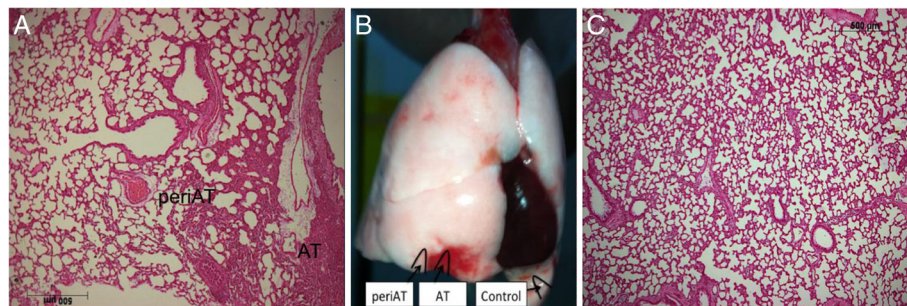 A
periAT
AT
500 µm
B
periAT
AT
Control
C
500 µm